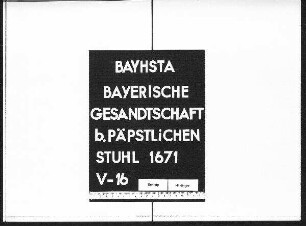 BAYHSTA
BAYERISCHE
GESANDTSCHAFT
b. PÄPSTLiCHEN
STUHL 1671
V-16